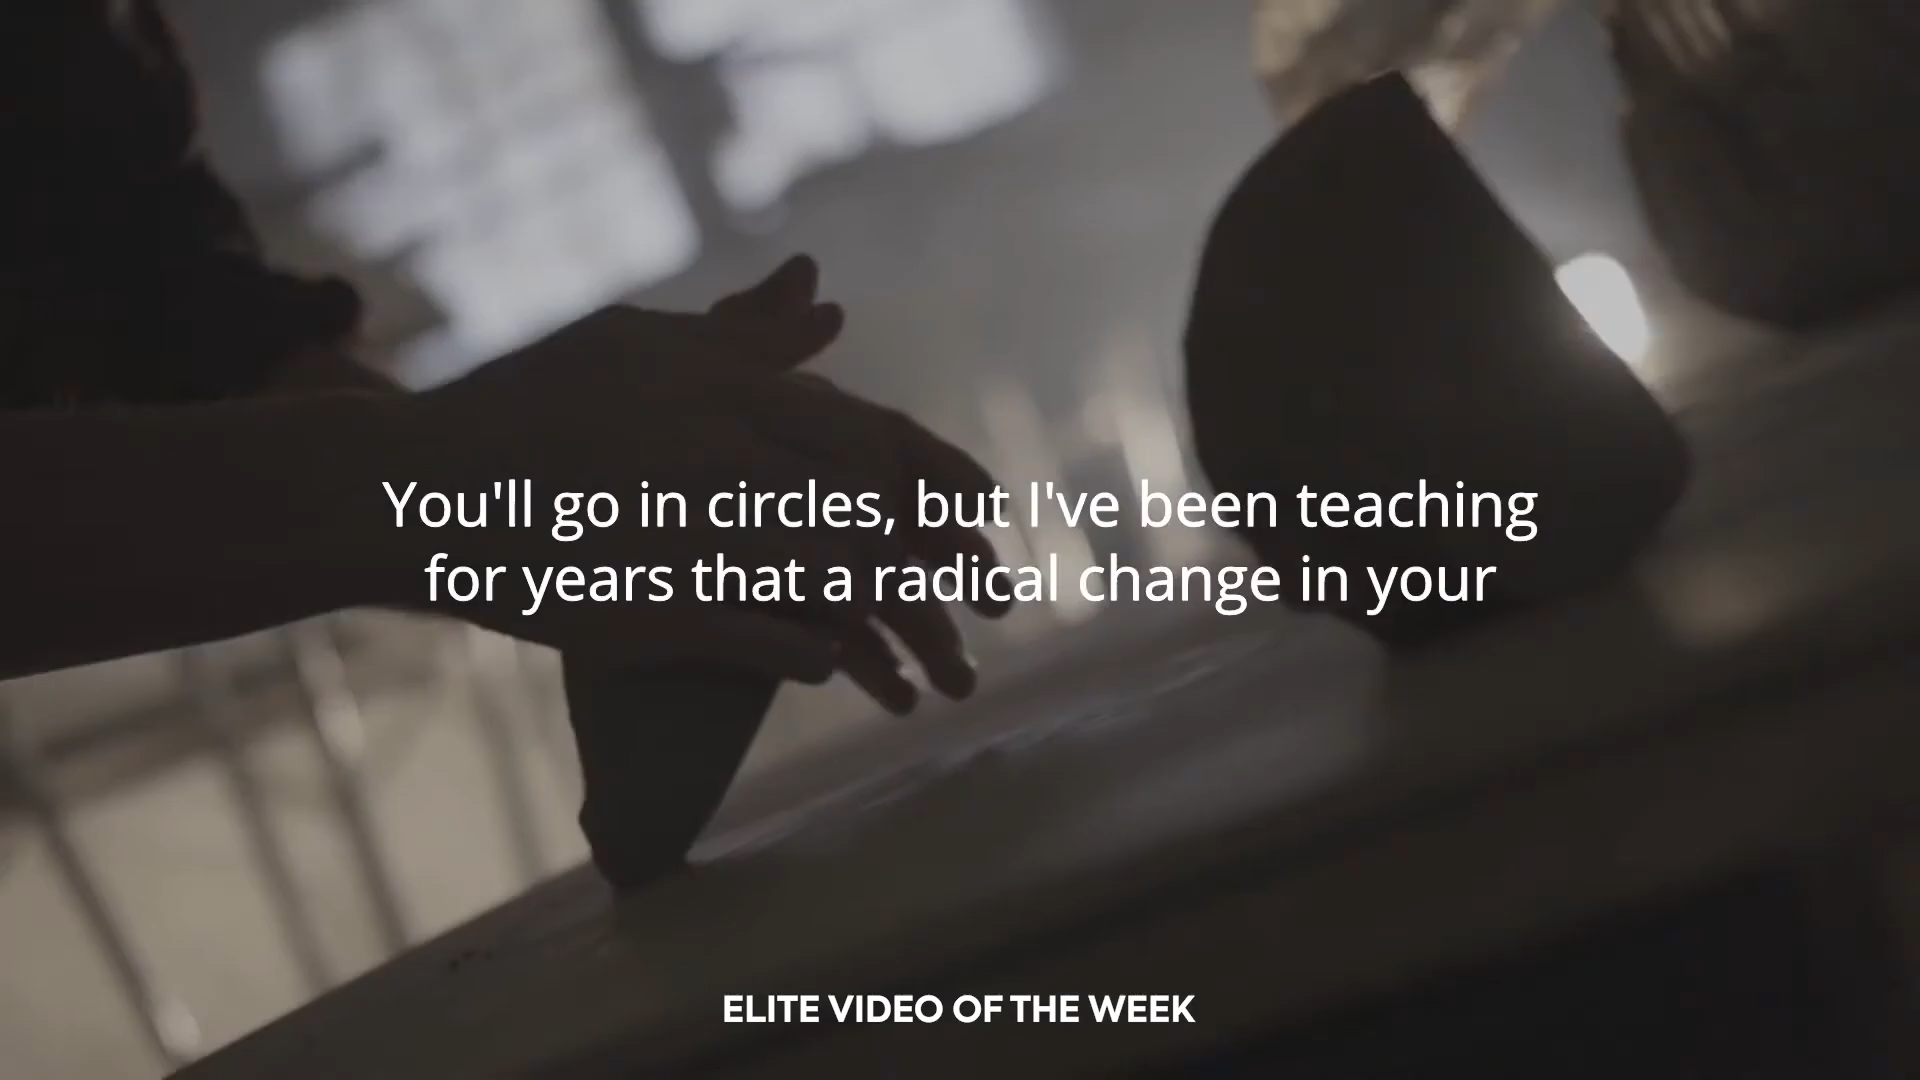 You'll go in circles, but I've been teaching
for years that a radical change in your
ELITE VIDEO OF THE WEEK